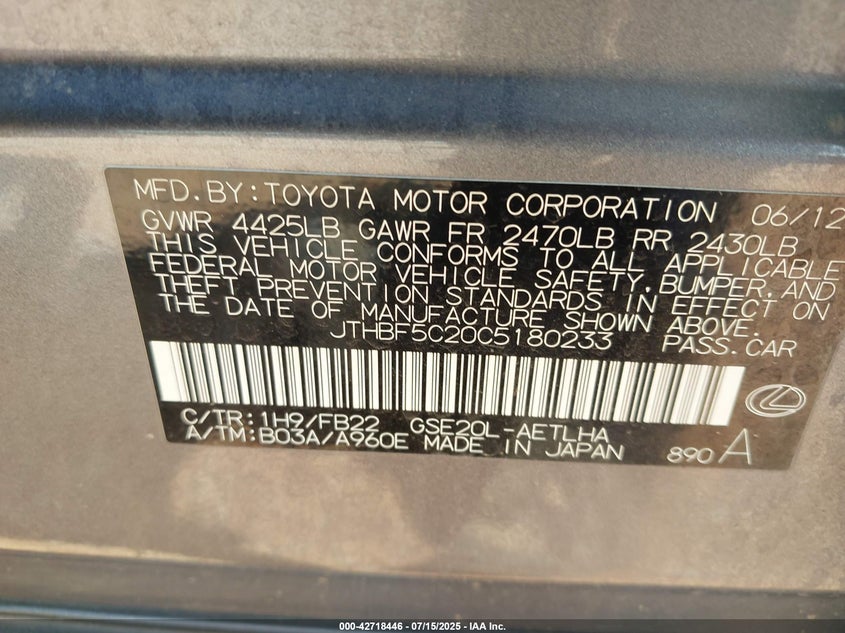 MFD.BY:TOYOTA MOTOR CORPORATION 06/12
GVWR 4425LB GAWR FR 2470LB RR 2430LB
THIS VEHICLE CONFORMS TO ALL APPLICABLE
FEDERAL MOTOR VEHICLE SAFETY,BUMPER,AND
THEFT PREVENTION STANDARDS IN EFFECT ON
THE DATE OF MANUFACTURE SHOWN ABOVE.
JTHBF5C20C5180233 PASS.CAR
C/TR:1H9/FB22 GSE20L-AETLHA
A/TM:B03A/A960E MADE IN JAPAN 890A
000-42718446 - 07/15/2025 - IAA Inc.